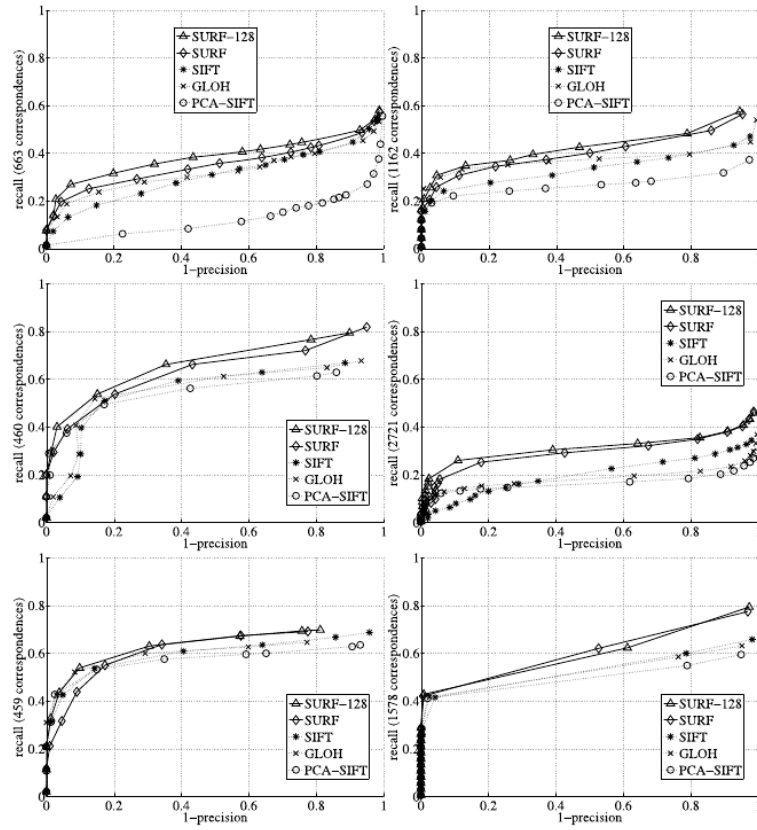 1
0.8
0.6
0.4
0.2
0
recall (663 correspondences)
SURF-128
SURF
SIFT
GLOH
PCA-SIFT
0 0.2 0.4 0.6 0.8 1
1-precision
1
0.8
0.6
0.4
0.2
0
recall (1162 correspondences)
SURF-128
SURF
SIFT
GLOH
PCA-SIFT
0 0.2 0.4 0.6 0.8 1
1-precision
1
0.8
0.6
0.4
0.2
0
recall (460 correspondences)
SURF-128
SURF
SIFT
GLOH
PCA-SIFT
0 0.2 0.4 0.6 0.8 1
1-precision
1
0.8
0.6
0.4
0.2
0
recall (2721 correspondences)
SURF-128
SURF
SIFT
GLOH
PCA-SIFT
0 0.2 0.4 0.6 0.8 1
1-precision
1
0.8
0.6
0.4
0.2
0
recall (459 correspondences)
SURF-128
SURF
SIFT
GLOH
PCA-SIFT
0 0.2 0.4 0.6 0.8 1
1-precision
1
0.8
0.6
0.4
0.2
0
recall (1578 correspondences)
SURF-128
SURF
SIFT
GLOH
PCA-SIFT
0 0.2 0.4 0.6 0.8 1
1-precision